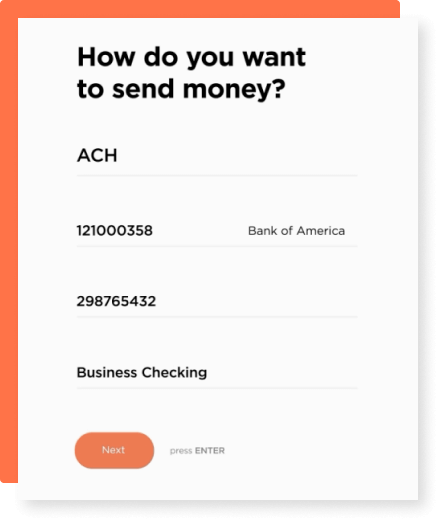 How do you want
to send money?
ACH
121000358 Bank of America
298765432
Business Checking
Next press ENTER